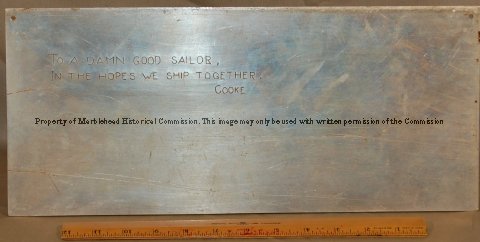 TO A DAMN GOOD SAILOR,
IN THE HOPES WE SHIP TOGETHER.
COOKE
Property of Marblehead Historical Commission. This image may only be used with written permission of the Commission